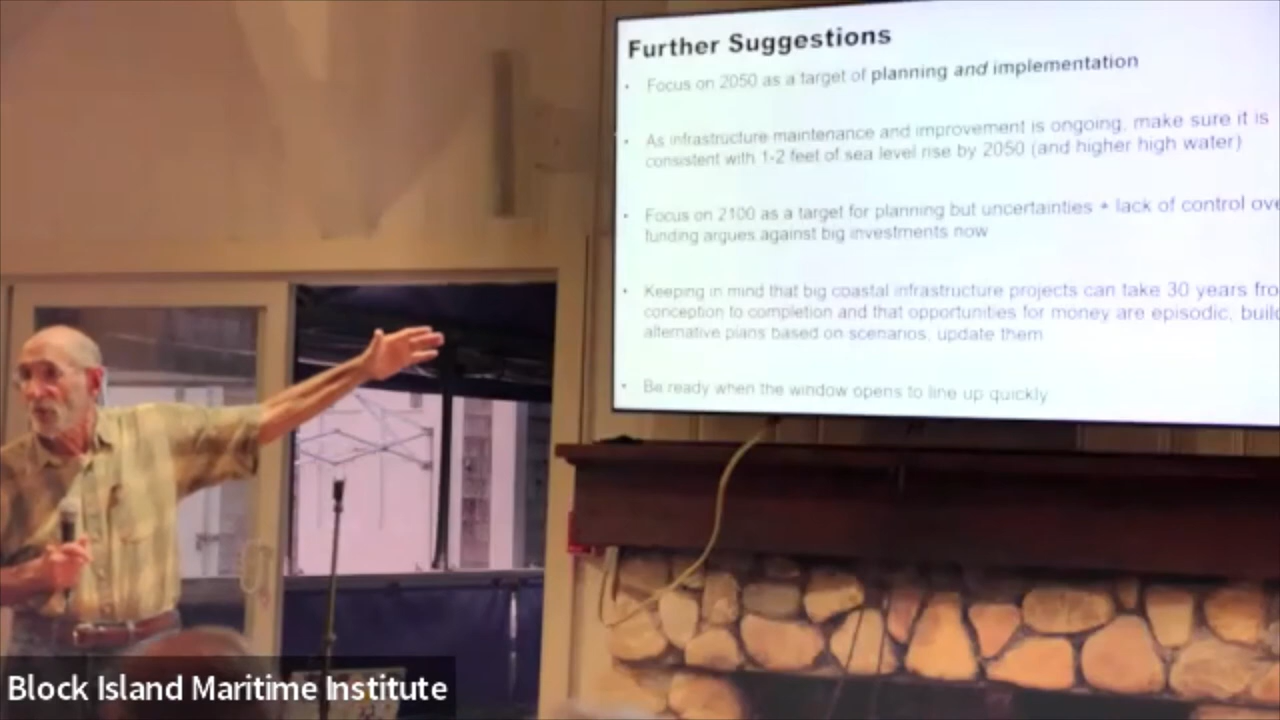 Further Suggestions
• Focus on 2050 as a target of planning and implementation
• As infrastructure maintenance and improvement is ongoing, make sure it is
consistent with 1-2 feet of sea level rise by 2050 (and higher high water)
• Focus on 2100 as a target for planning but uncertainties + lack of control ove
funding argues against big investments now
• Keeping in mind that big coastal infrastructure projects can take 30 years fro
conception to completion and that opportunities for money are episodic, build
alternative plans based on scenarios, update them
• Be ready when the window opens to line up quickly
Block Island Maritime Institute